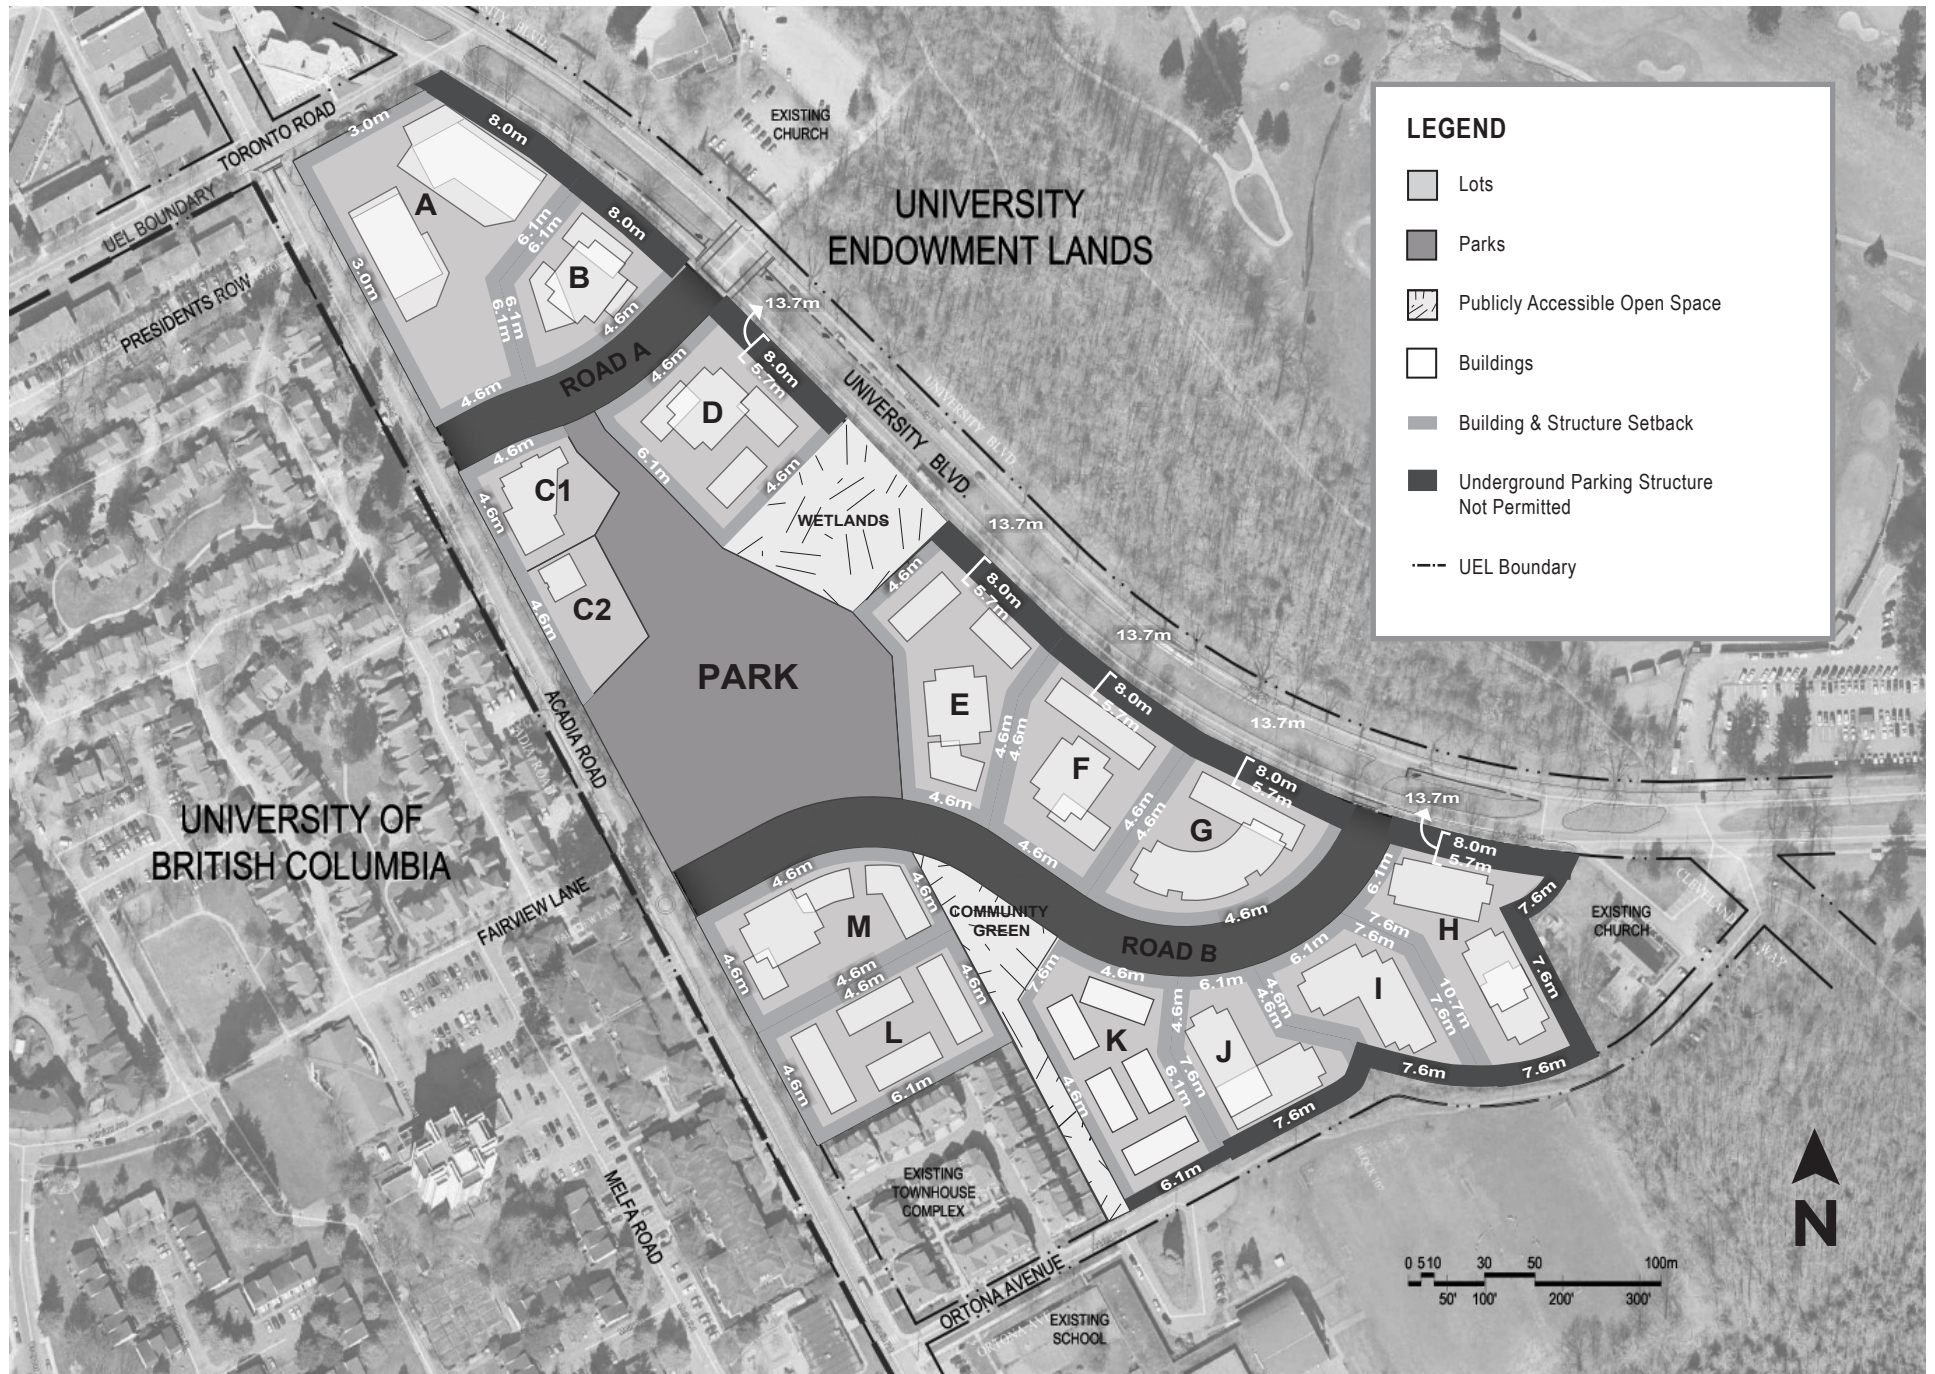 LEGEND
Lots
Parks
Publicly Accessible Open Space
Buildings
Building & Structure Setback
Underground Parking Structure
Not Permitted
UEL Boundary
TORONTO ROAD
UEL BOUNDARY
PRESIDENTS ROW
EXISTING
CHURCH
UNIVERSITY
ENDOWMENT LANDS
3.0m
8.0m
A
3.0m
6.1m
6.1m
8.0m
B
6.1m
6.1m
4.6m
4.6m
ROAD A
13.7m
8.0m
5.7m
4.6m
D
6.1m
4.6m
UNIVERSITY BLVD.
UNIVERSITY BLVD.
4.6m
C1
4.6m
C2
4.6m
WETLANDS
13.7m
4.6m
8.0m
5.7m
13.7m
PARK
E
4.6m
4.6m
4.6m
8.0m
5.7m
13.7m
F
4.6m
4.6m
4.6m
8.0m
5.7m
G
4.6m
13.7m
8.0m
5.7m
6.1m
7.6m
H
7.6m
7.6m
7.6m
EXISTING
CHURCH
CLEVELAND
WAY
ACADIA ROAD
UNIVERSITY OF
BRITISH COLUMBIA
FAIRVIEW LANE
MELFA ROAD
4.6m
4.6m
M
4.6m
4.6m
4.6m
COMMUNITY
GREEN
ROAD B
7.6m
4.6m
6.1m
6.1m
I
10.7m
7.6m
4.6m
4.6m
L
4.6m
4.6m
6.1m
K
4.6m
4.6m
7.6m
6.1m
J
7.6m
7.6m
7.6m
6.1m
EXISTING
TOWNHOUSE
COMPLEX
ORTONA AVENUE
EXISTING
SCHOOL
N
0 5 10 30 50 100m
50' 100' 200' 300'